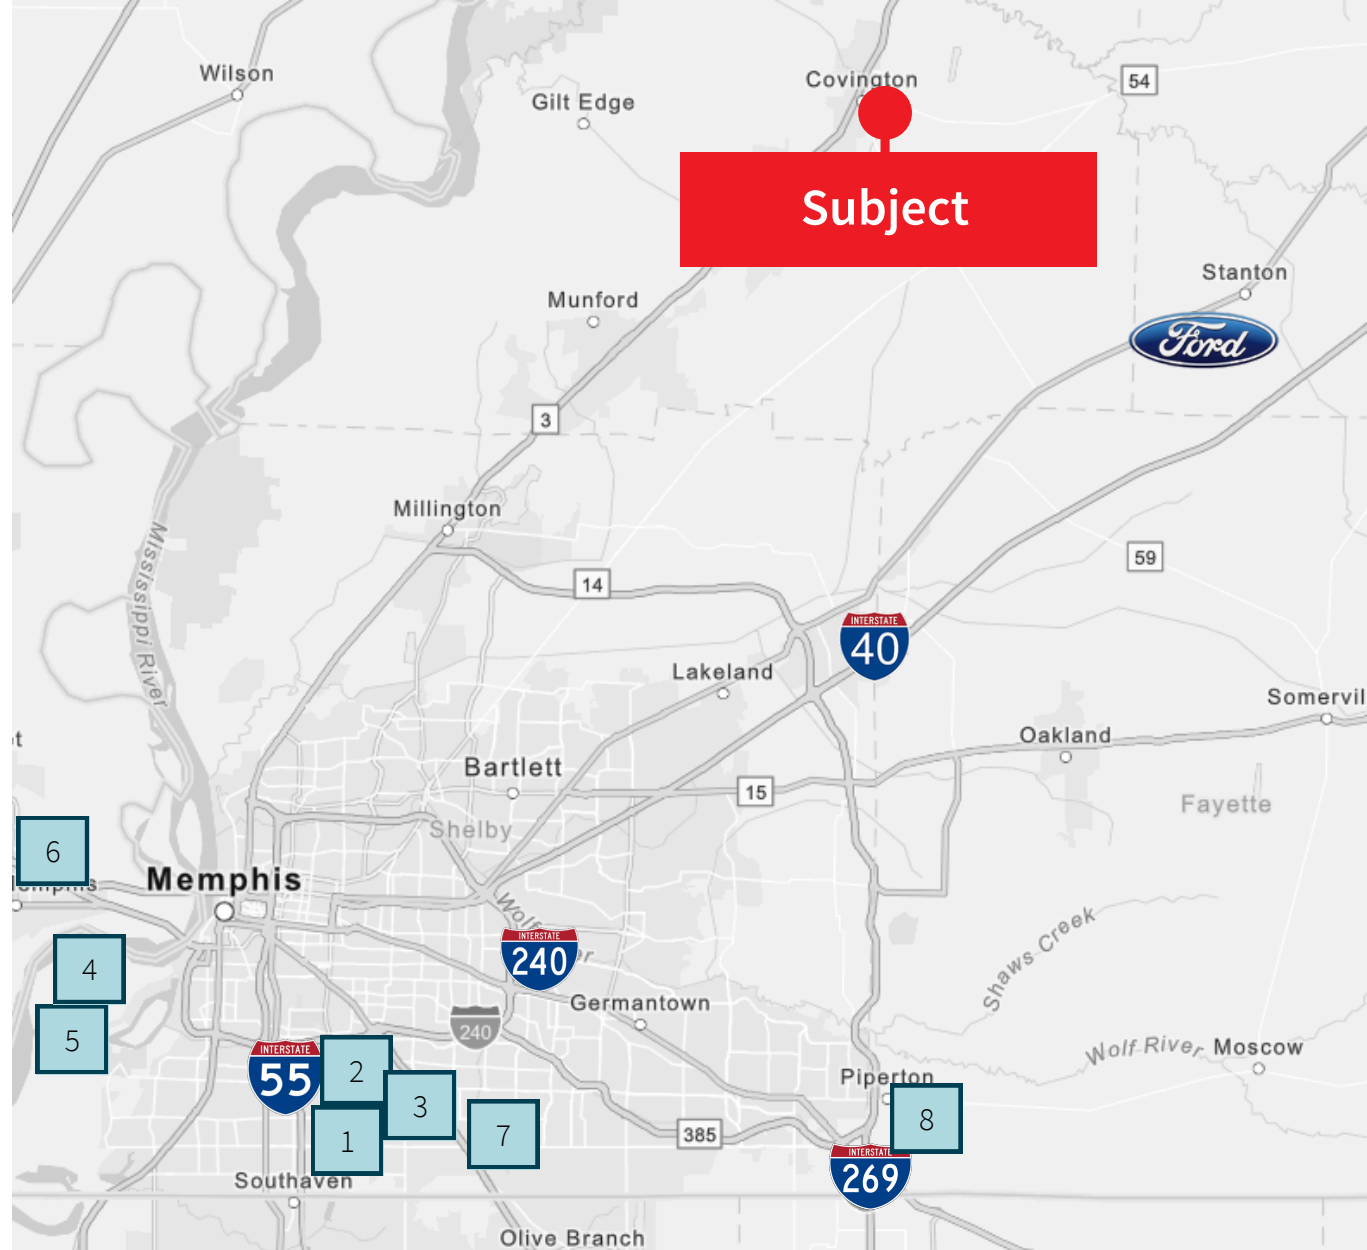 Wilson
Covington
54
Gilt Edge
Subject
Stanton
Munford
Ford
3
Millington
59
14
INTERSTATE
40
Lakeland
Mississippi River
Somervil
Oakland
Bartlett
15
Fayette
Shelby
6
Memphis
Shaws Creek
INTERSTATE
240
4
Germantown
240
5
INTERSTATE
55
2
Wolf River
Moscow
Piperton
3
8
1
7
385
INTERSTATE
269
Southaven
Olive Branch